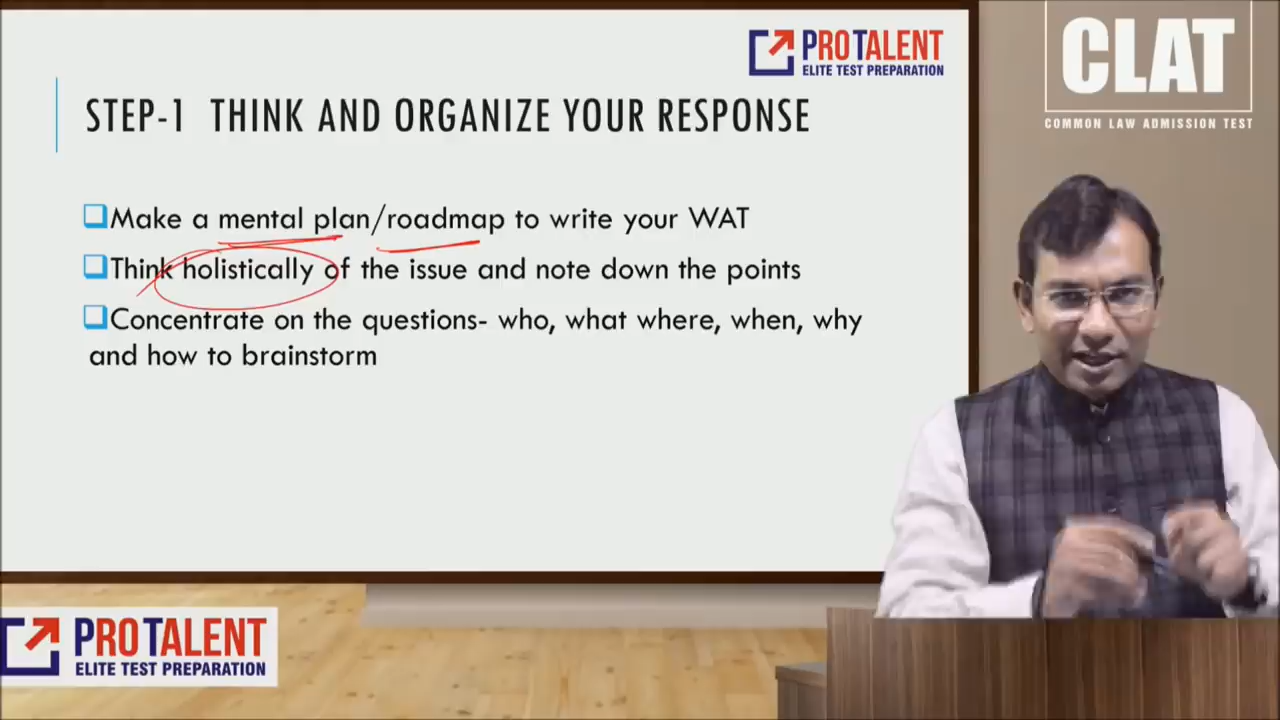 PROTALENT
ELITE TEST PREPARATION
CLAT
COMMON LAW ADMISSION TEST
STEP-1 THINK AND ORGANIZE YOUR RESPONSE
Make a mental plan/roadmap to write your WAT
Think holistically of the issue and note down the points
Concentrate on the questions- who, what where, when, why
and how to brainstorm
PROTALENT
ELITE TEST PREPARATION